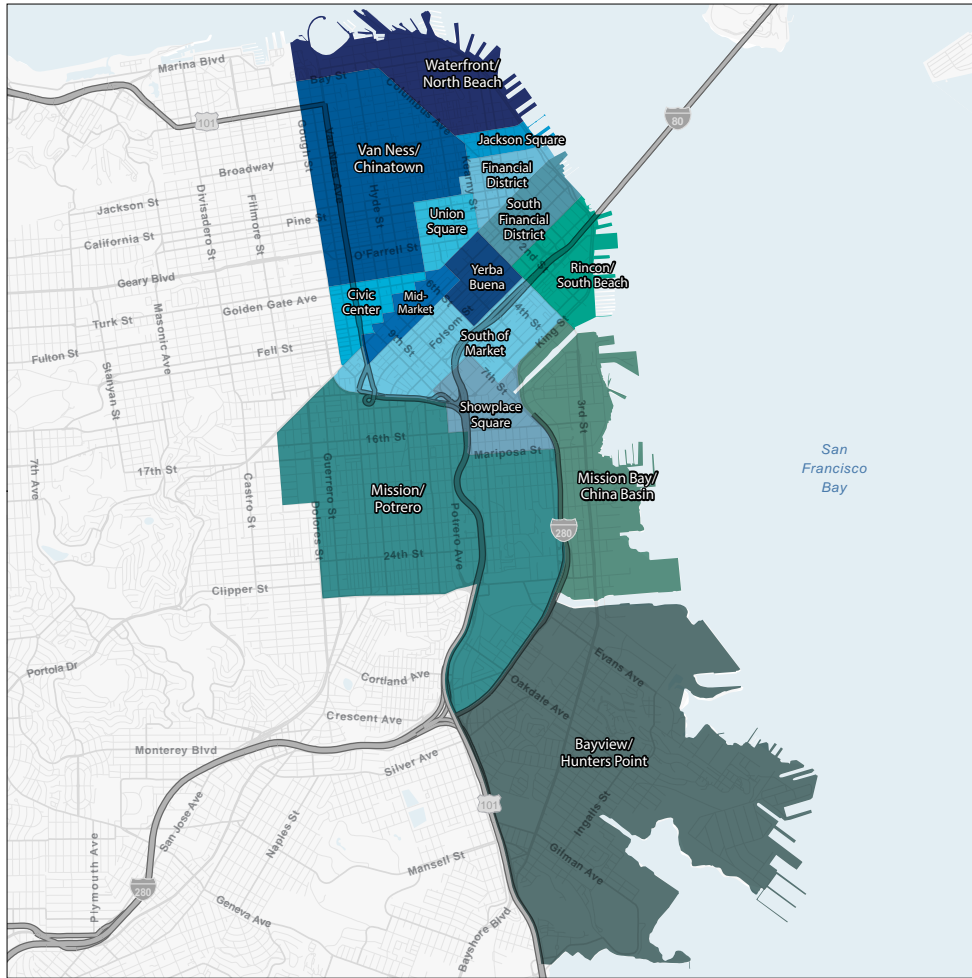 Marina Blvd
101
Bay St
Columbus Ave
Waterfront/
North Beach
80
Gough St
Van Ness Ave
Van Ness/
Chinatown
Hyde St
Kearny St
Jackson Square
Financial
District
Broadway
Jackson St
Divisadero St
Fillmore St
Pine St
California St
Union
Square
South
Financial
District
O'Farrell St
2nd St
Geary Blvd
Yerba
Buena
Rincon/
South Beach
Civic
Center
Mid-
Market
6th St
Golden Gate Ave
Masonic Ave
Turk St
Folsom St
4th St
King St
9th St
South of
Market
Fulton St
Fell St
Stanyan St
7th St
Showplace
Square
3rd St
16th St
Mariposa St
San
Francisco
Bay
7th Ave
17th St
Castro St
Guerrero St
Dolores St
Mission/
Potrero
Potrero Ave
Mission Bay/
China Basin
280
24th St
Clipper St
Portola Dr
Cortland Ave
Evans Ave
Oakdale Ave
Crescent Ave
Monterey Blvd
Silver Ave
Bayview/
Hunters Point
101
San Jose Ave
Naples St
Ingalls St
Plymouth Ave
Mansell St
Gilman Ave
280
Geneva Ave
Bayshore Blvd